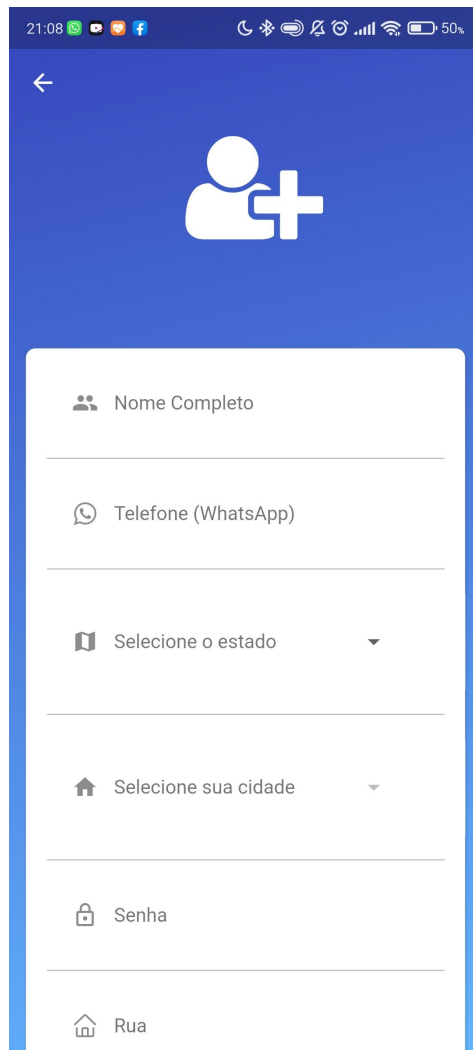 21:08 50%
Nome Completo
Telefone (WhatsApp)
Selecione o estado
Selecione sua cidade
Senha
Rua